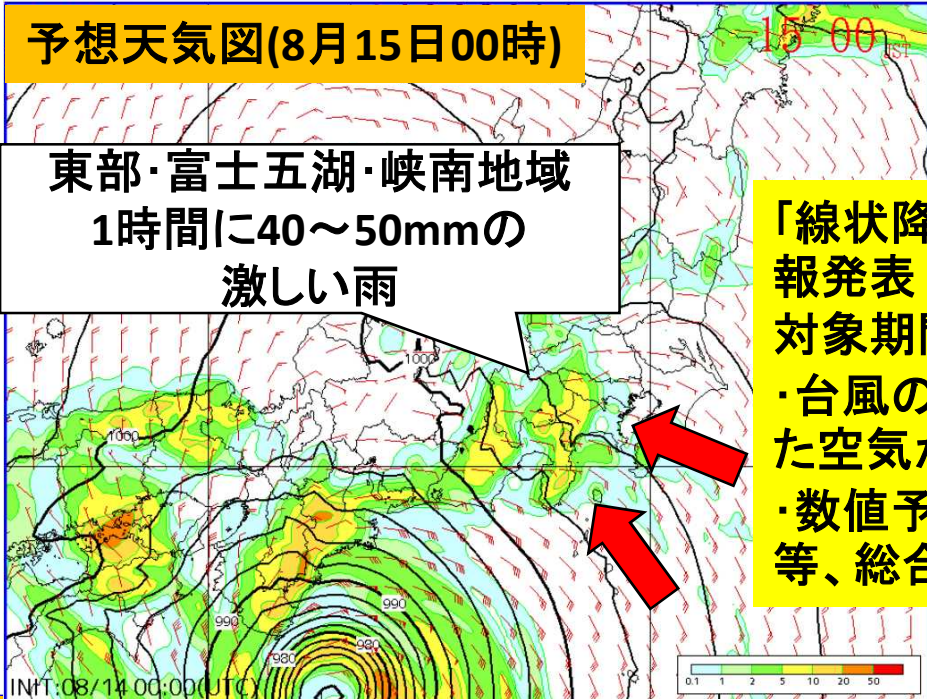 予想天気図(8月15日00時)
15 00 JST
東部・富士五湖・峡南地域
1時間に40～50mmの
激しい雨
「線状降
報発表
対象期間
・台風の
た空気が
・数値予
等、総合
1000
1000
990
990
980
980
INIT:08/14 00:00(UTC)
0.1 1 2 5 10 20 50